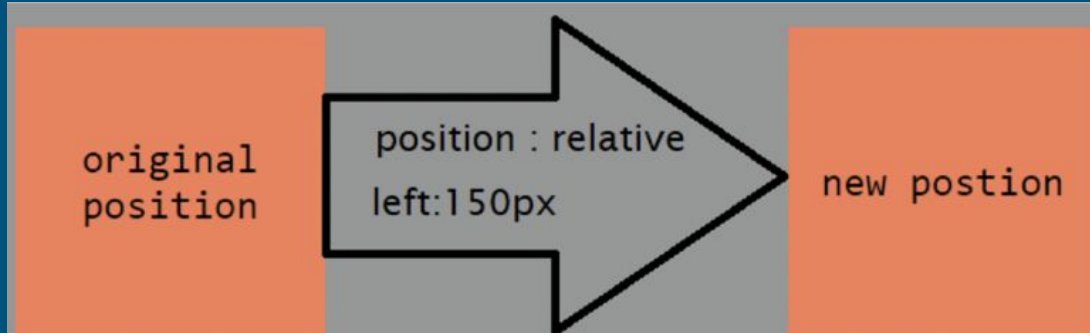 original
position
position : relative
left:150px
new postion